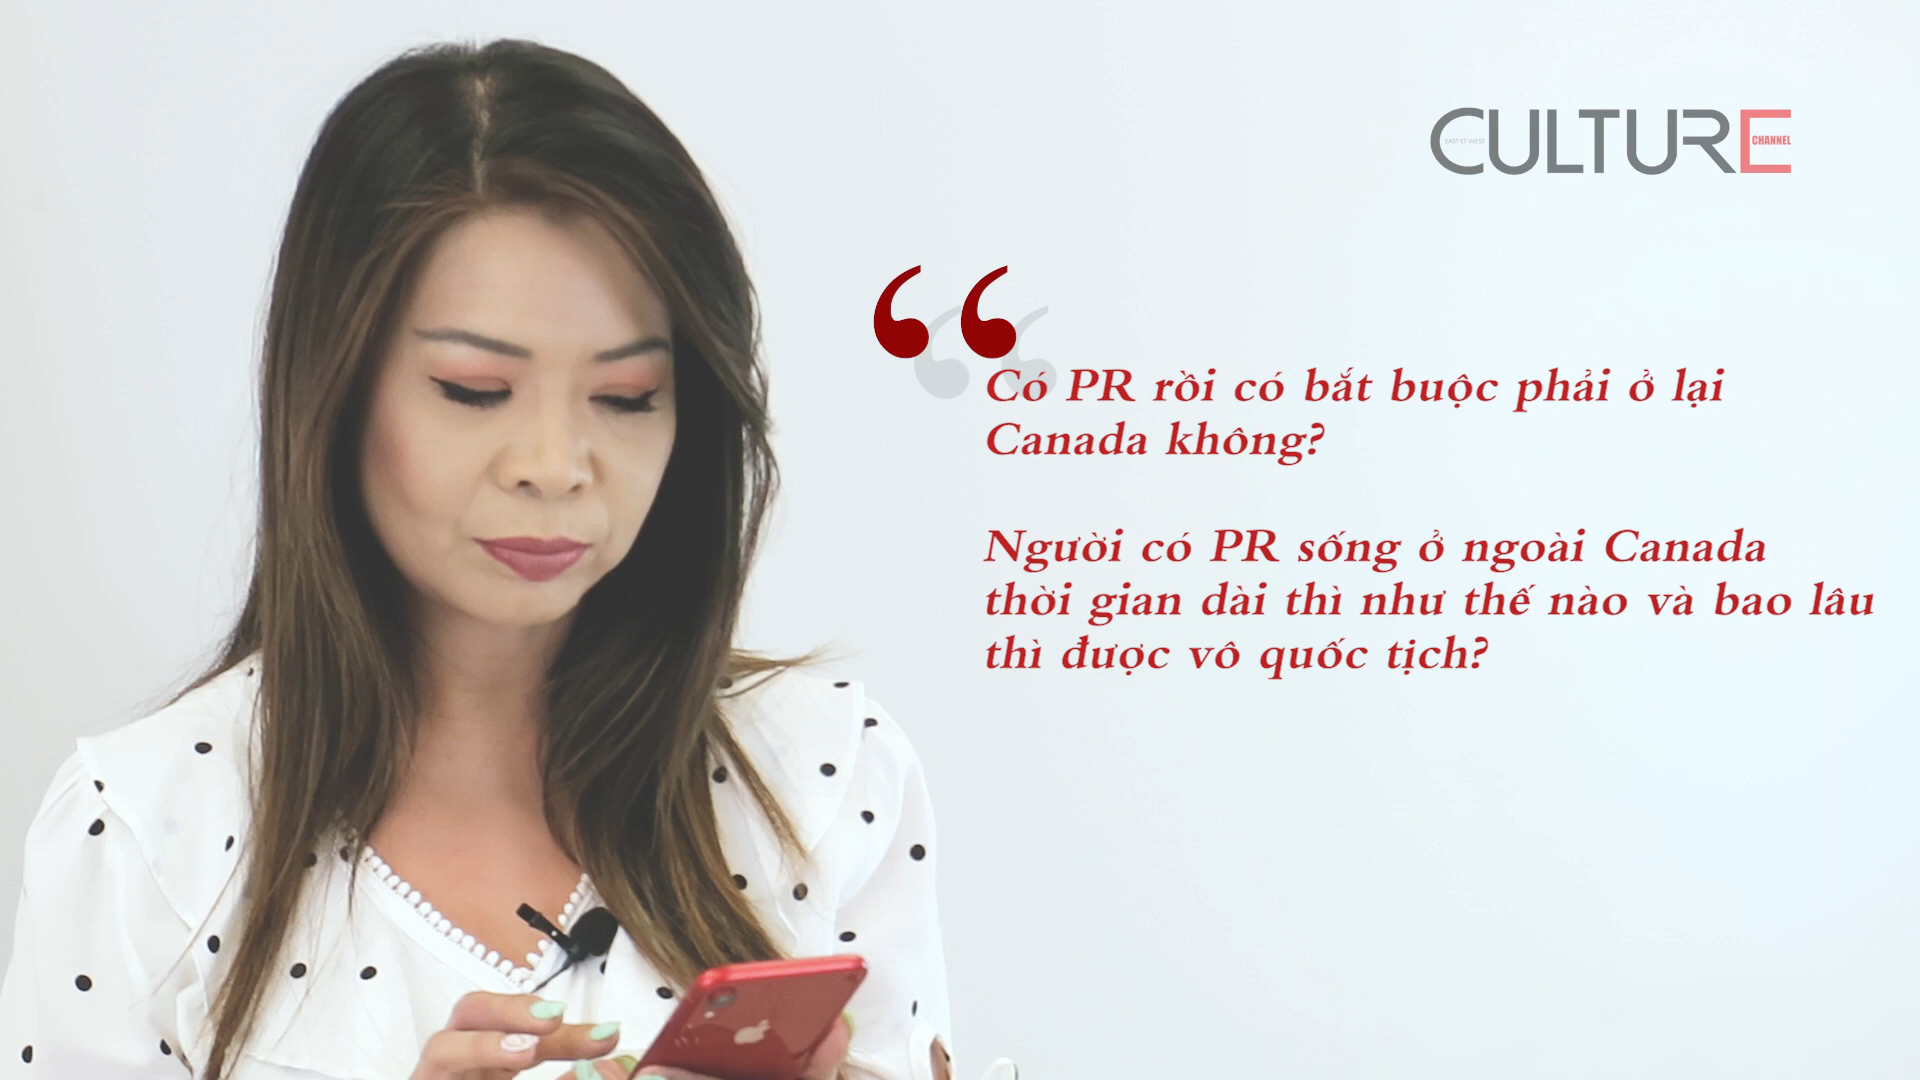 CULTURE
EAST ET WEST
CHANNEL
“
Có PR rồi có bắt buộc phải ở lại
Canada không?
Người có PR sống ở ngoài Canada
thời gian dài thì như thế nào và bao lâu
thì được vô quốc tịch?